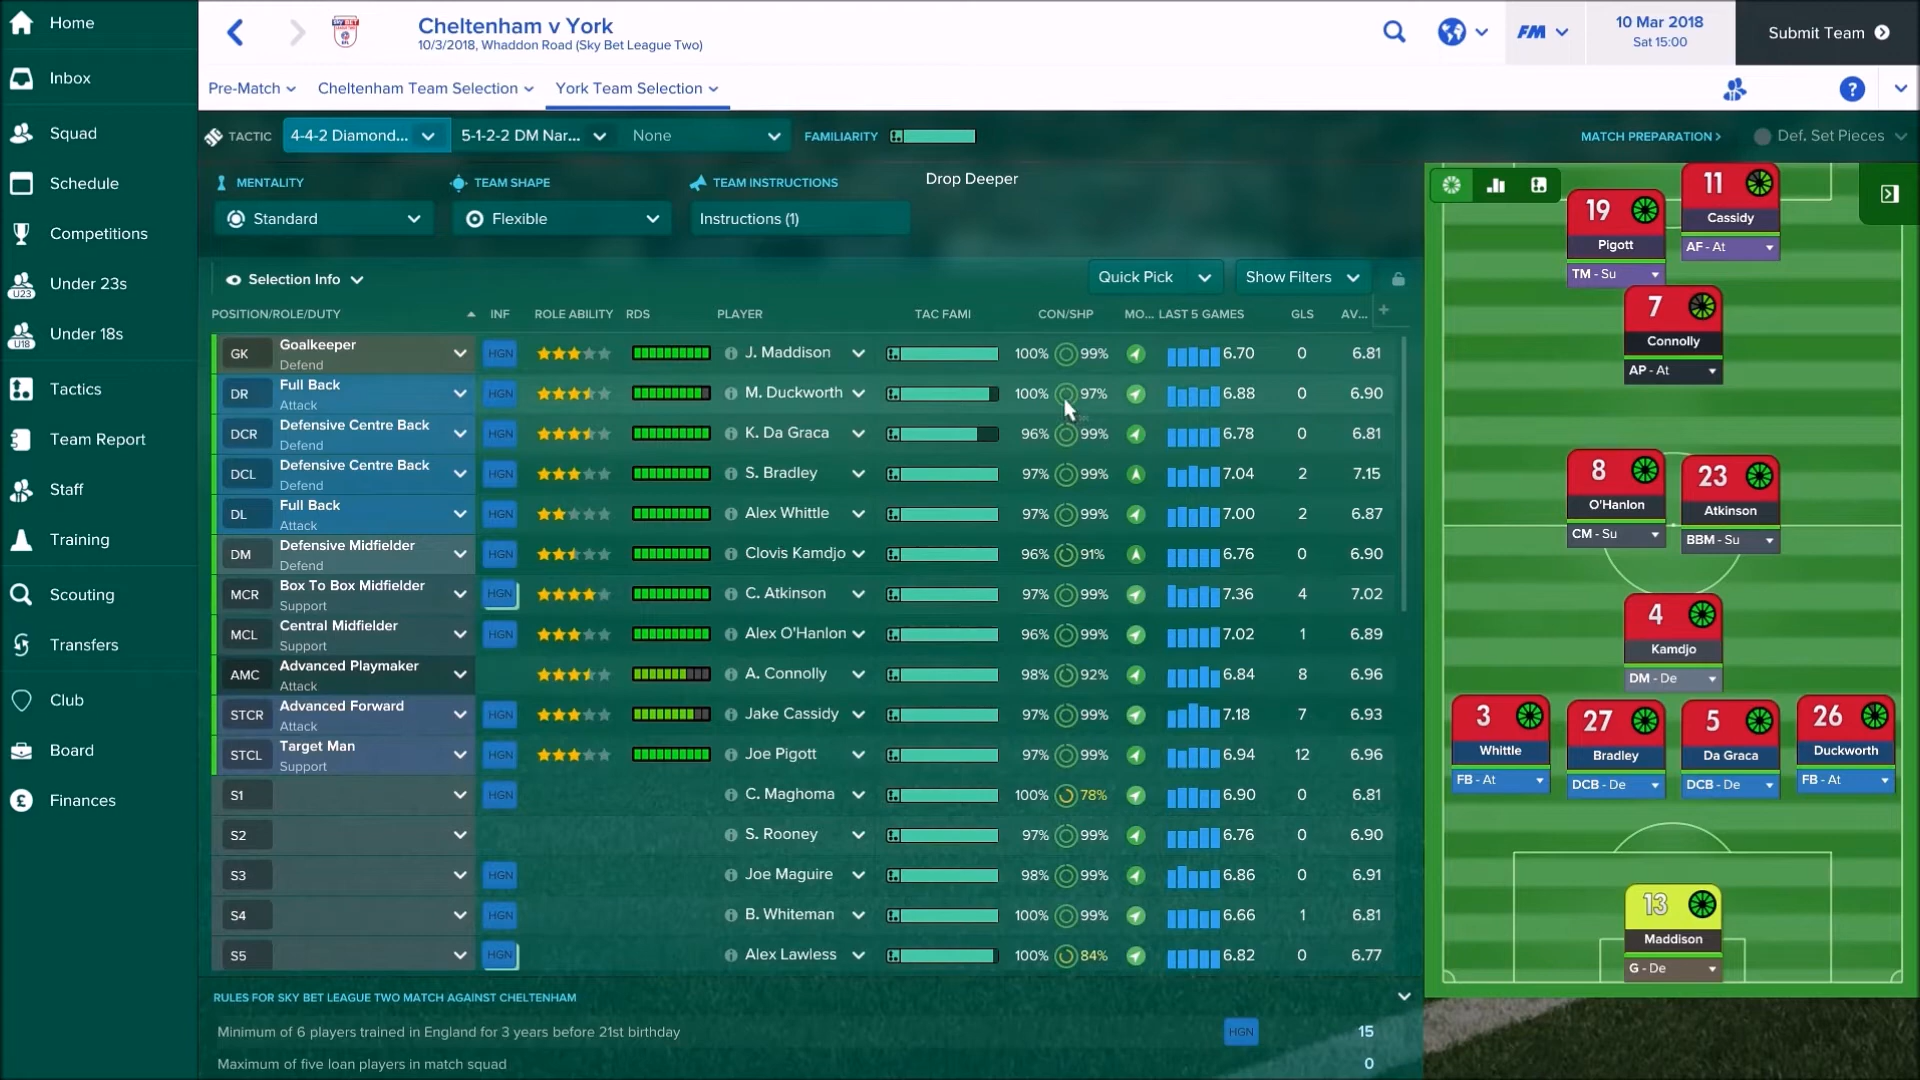 Home
Inbox
Squad
Schedule
Competitions
Under 23s
U23
Under 18s
U18
Tactics
Team Report
Staff
Training
Scouting
Transfers
Club
Board
Finances
Cheltenham v York
10/3/2018, Whaddon Road (Sky Bet League Two)
FM
10 Mar 2018
Sat 15:00
Submit Team
Pre-Match
Cheltenham Team Selection
York Team Selection
?
TACTIC
4-4-2 Diamond...
5-1-2-2 DM Nar...
None
FAMILIARITY
MATCH PREPARATION >
Def. Set Pieces
MENTALITY
Standard
TEAM SHAPE
Flexible
TEAM INSTRUCTIONS
Instructions (1)
Drop Deeper
Selection Info
Quick Pick
Show Filters
POSITION/ROLE/DUTY INF ROLE ABILITY RDS PLAYER TAC FAMI CON/SHP MO... LAST 5 GAMES GLS AV... +
GK Goalkeeper Defend HGN J. Maddison 100% 99% 6.70 0 6.81
DR Full Back Attack HGN M. Duckworth 100% 97% 6.88 0 6.90
DCR Defensive Centre Back Defend HGN K. Da Graca 96% 99% 6.78 0 6.81
DCL Defensive Centre Back Defend HGN S. Bradley 97% 99% 7.04 2 7.15
DL Full Back Attack HGN Alex Whittle 97% 99% 7.00 2 6.87
DM Defensive Midfielder Defend HGN Clovis Kamdjo 96% 91% 6.76 0 6.90
MCR Box To Box Midfielder Support HGN C. Atkinson 97% 99% 7.36 4 7.02
MCL Central Midfielder Support HGN Alex O'Hanlon 96% 99% 7.02 1 6.89
AMC Advanced Playmaker Attack A. Connolly 98% 92% 6.84 8 6.96
STCR Advanced Forward Attack HGN Jake Cassidy 97% 99% 7.18 7 6.93
STCL Target Man Support HGN Joe Pigott 97% 99% 6.94 12 6.96
S1 HGN C. Maghoma 100% 78% 6.90 0 6.81
S2 S. Rooney 97% 99% 6.76 0 6.90
S3 HGN Joe Maguire 98% 99% 6.86 0 6.91
S4 HGN B. Whiteman 100% 99% 6.66 1 6.81
S5 HGN Alex Lawless 100% 84% 6.82 0 6.77
RULES FOR SKY BET LEAGUE TWO MATCH AGAINST CHELTENHAM
Minimum of 6 players trained in England for 3 years before 21st birthday HGN 15
Maximum of five loan players in match squad 0
19
Pigott
TM - Su
11
Cassidy
AF - At
7
Connolly
AP - At
8
O'Hanlon
CM - Su
23
Atkinson
BBM - Su
4
Kamdjo
DM - De
3
Whittle
FB - At
27
Bradley
DCB - De
5
Da Graca
DCB - De
26
Duckworth
FB - At
13
Maddison
G - De